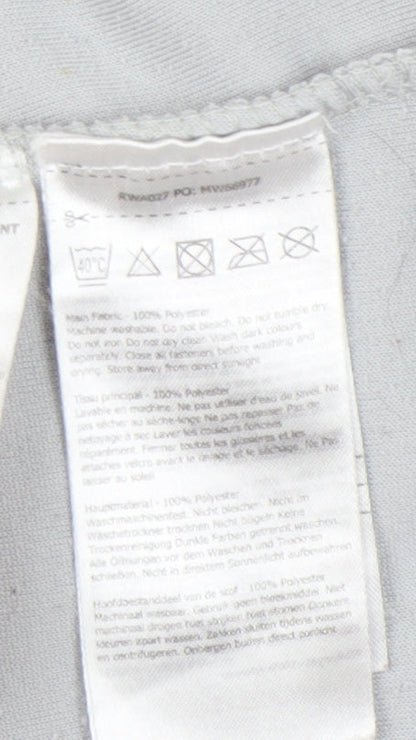 RWA027 PO: MW56977
NT
40°C
Main Fabric - 100% Polyester
Machine washable. Do not bleach. Do not tumble dry.
Do not iron. Do not dry clean. Wash dark colours
separately. Close all fasteners before washing and
drying. Store away from direct sunlight
Tissu principal - 100% Polyester
Lavable en machine. Ne pas utiliser d'eau de Javel. Ne
pas sécher au sèche-linge. Ne pas repasser. Pas de
nettoyage à sec. Laver les couleurs foncées
séparément. Fermer toutes les glissières et les
attaches velcro avant le lavage et le séchage. Ne Pas
laisser au soleil
Hauptmaterial - 100% Polyester
Waschmaschinenfest. Nicht bleichen. Nicht im
Waschetrockner trocknen. Nicht bügeln. Keine
Trockenreinigung. Dunkle Farben getrennt waschen.
Alle Öffnungen vor dem Waschen und Trocknen
schließen. Nicht in direktem Sonnenlicht aufbewahren
Hoofdbestanddeel van de stof - 100% Polyester
Machinaal wasbaar. Gebruik geen bleekmiddel. Niet
machinaal drogen. Niet strijken. Niet stomen. Donkere
kleuren apart wassen. Zakken sluiten tijdens wassen
en centrifugeren. Opbergen buiten direct zonlicht